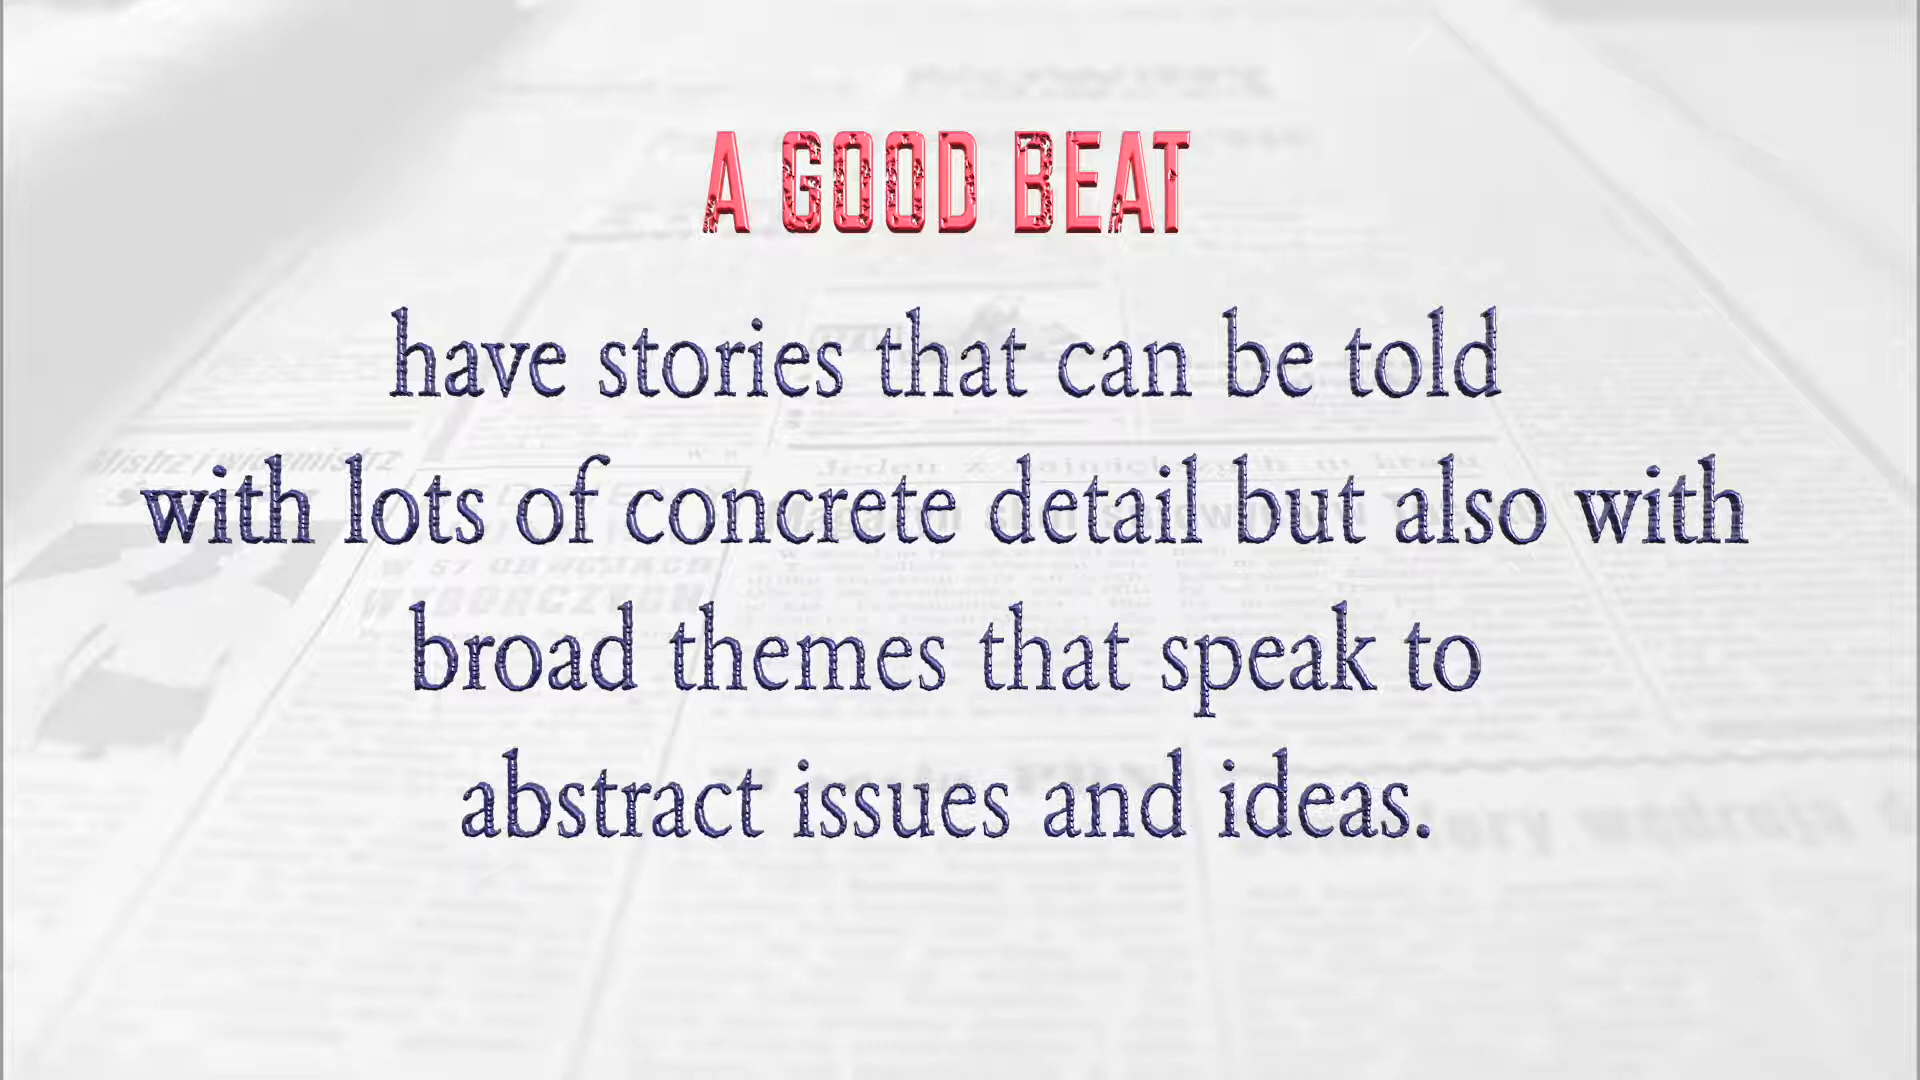 A GOOD BEAT
have stories that can be told
with lots of concrete detail but also with
broad themes that speak to
abstract issues and ideas.